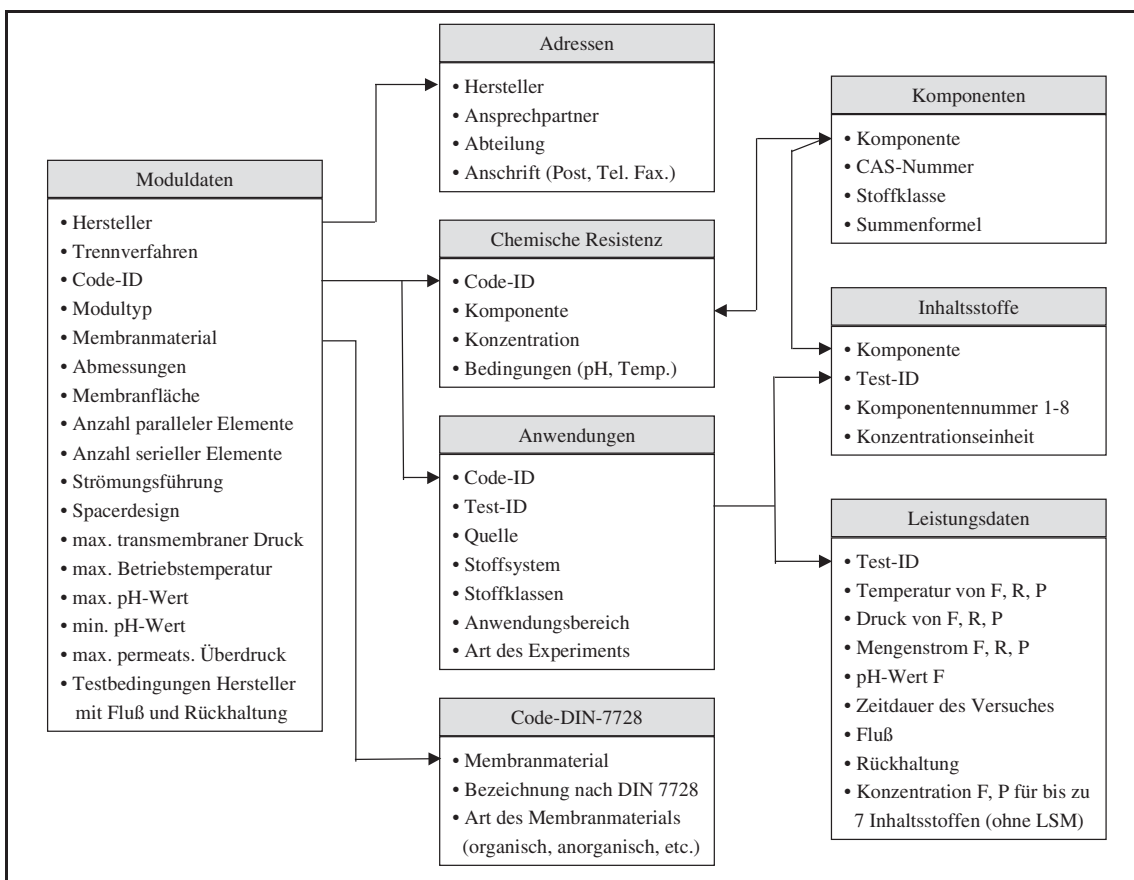 Moduldaten
• Hersteller
• Trennverfahren
• Code-ID
• Modultyp
• Membranmaterial
• Abmessungen
• Membranfläche
• Anzahl paralleler Elemente
• Anzahl serieller Elemente
• Strömungsführung
• Spacerdesign
• max. transmembraner Druck
• max. Betriebstemperatur
• max. pH-Wert
• min. pH-Wert
• max. permeats. Überdruck
• Testbedingungen Hersteller
mit Fluß und Rückhaltung
Adressen
• Hersteller
• Ansprechpartner
• Abteilung
• Anschrift (Post, Tel. Fax.)
Chemische Resistenz
• Code-ID
• Komponente
• Konzentration
• Bedingungen (pH, Temp.)
Anwendungen
• Code-ID
• Test-ID
• Quelle
• Stoffsystem
• Stoffklassen
• Anwendungsbereich
• Art des Experiments
Code-DIN-7728
• Membranmaterial
• Bezeichnung nach DIN 7728
• Art des Membranmaterials
(organisch, anorganisch, etc.)
Komponenten
• Komponente
• CAS-Nummer
• Stoffklasse
• Summenformel
Inhaltsstoffe
• Komponente
• Test-ID
• Komponentennummer 1-8
• Konzentrationseinheit
Leistungsdaten
• Test-ID
• Temperatur von F, R, P
• Druck von F, R, P
• Mengenstrom F, R, P
• pH-Wert F
• Zeitdauer des Versuches
• Fluß
• Rückhaltung
• Konzentration F, P für bis zu
7 Inhaltsstoffen (ohne LSM)